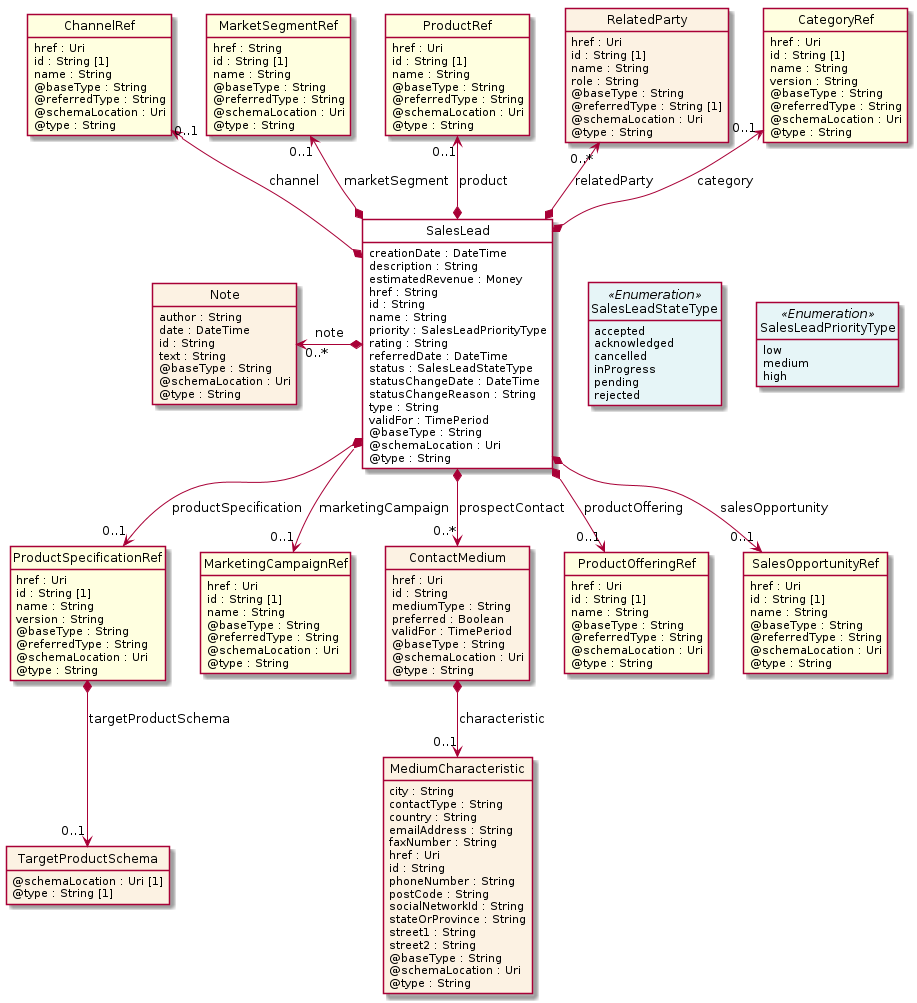 ChannelRef
href : Uri
id : String [1]
name : String
@baseType : String
@referredType : String
@schemaLocation : Uri
@type : String
MarketSegmentRef
href : String
id : String [1]
name : String
@baseType : String
@referredType : String
@schemaLocation : Uri
@type : String
ProductRef
href : Uri
id : String [1]
name : String
@baseType : String
@referredType : String
@schemaLocation : Uri
@type : String
RelatedParty
href : Uri
id : String [1]
name : String
role : String
@baseType : String
@referredType : String [1]
@schemaLocation : Uri
@type : String
CategoryRef
href : Uri
id : String [1]
name : String
version : String
@baseType : String
@referredType : String
@schemaLocation : Uri
@type : String
0..1
0..1
0..1
0..*
0..1
channel
marketSegment
product
relatedParty
category
SalesLead
creationDate : DateTime
description : String
estimatedRevenue : Money
href : String
id : String
name : String
priority : SalesLeadPriorityType
rating : String
referredDate : DateTime
status : SalesLeadStateType
statusChangeDate : DateTime
statusChangeReason : String
type : String
validFor : TimePeriod
@baseType : String
@schemaLocation : Uri
@type : String
Note
author : String
date : DateTime
id : String
text : String
@baseType : String
@schemaLocation : Uri
@type : String
note
0..*
«Enumeration»
SalesLeadStateType
accepted
acknowledged
cancelled
inProgress
pending
rejected
«Enumeration»
SalesLeadPriorityType
low
medium
high
productSpecification
marketingCampaign
prospectContact
productOffering
salesOpportunity
0..1
0..1
0..*
0..1
0..1
ProductSpecificationRef
href : Uri
id : String [1]
name : String
version : String
@baseType : String
@referredType : String
@schemaLocation : Uri
@type : String
MarketingCampaignRef
href : Uri
id : String [1]
name : String
@baseType : String
@referredType : String
@schemaLocation : Uri
@type : String
ContactMedium
href : Uri
id : String
mediumType : String
preferred : Boolean
validFor : TimePeriod
@baseType : String
@schemaLocation : Uri
@type : String
ProductOfferingRef
href : Uri
id : String [1]
name : String
@baseType : String
@referredType : String
@schemaLocation : Uri
@type : String
SalesOpportunityRef
href : Uri
id : String [1]
name : String
@baseType : String
@referredType : String
@schemaLocation : Uri
@type : String
targetProductSchema
0..1
characteristic
0..1
TargetProductSchema
@schemaLocation : Uri [1]
@type : String [1]
MediumCharacteristic
city : String
contactType : String
country : String
emailAddress : String
faxNumber : String
href : Uri
id : String
phoneNumber : String
postCode : String
socialNetworkId : String
stateOrProvince : String
street1 : String
street2 : String
@baseType : String
@schemaLocation : Uri
@type : String